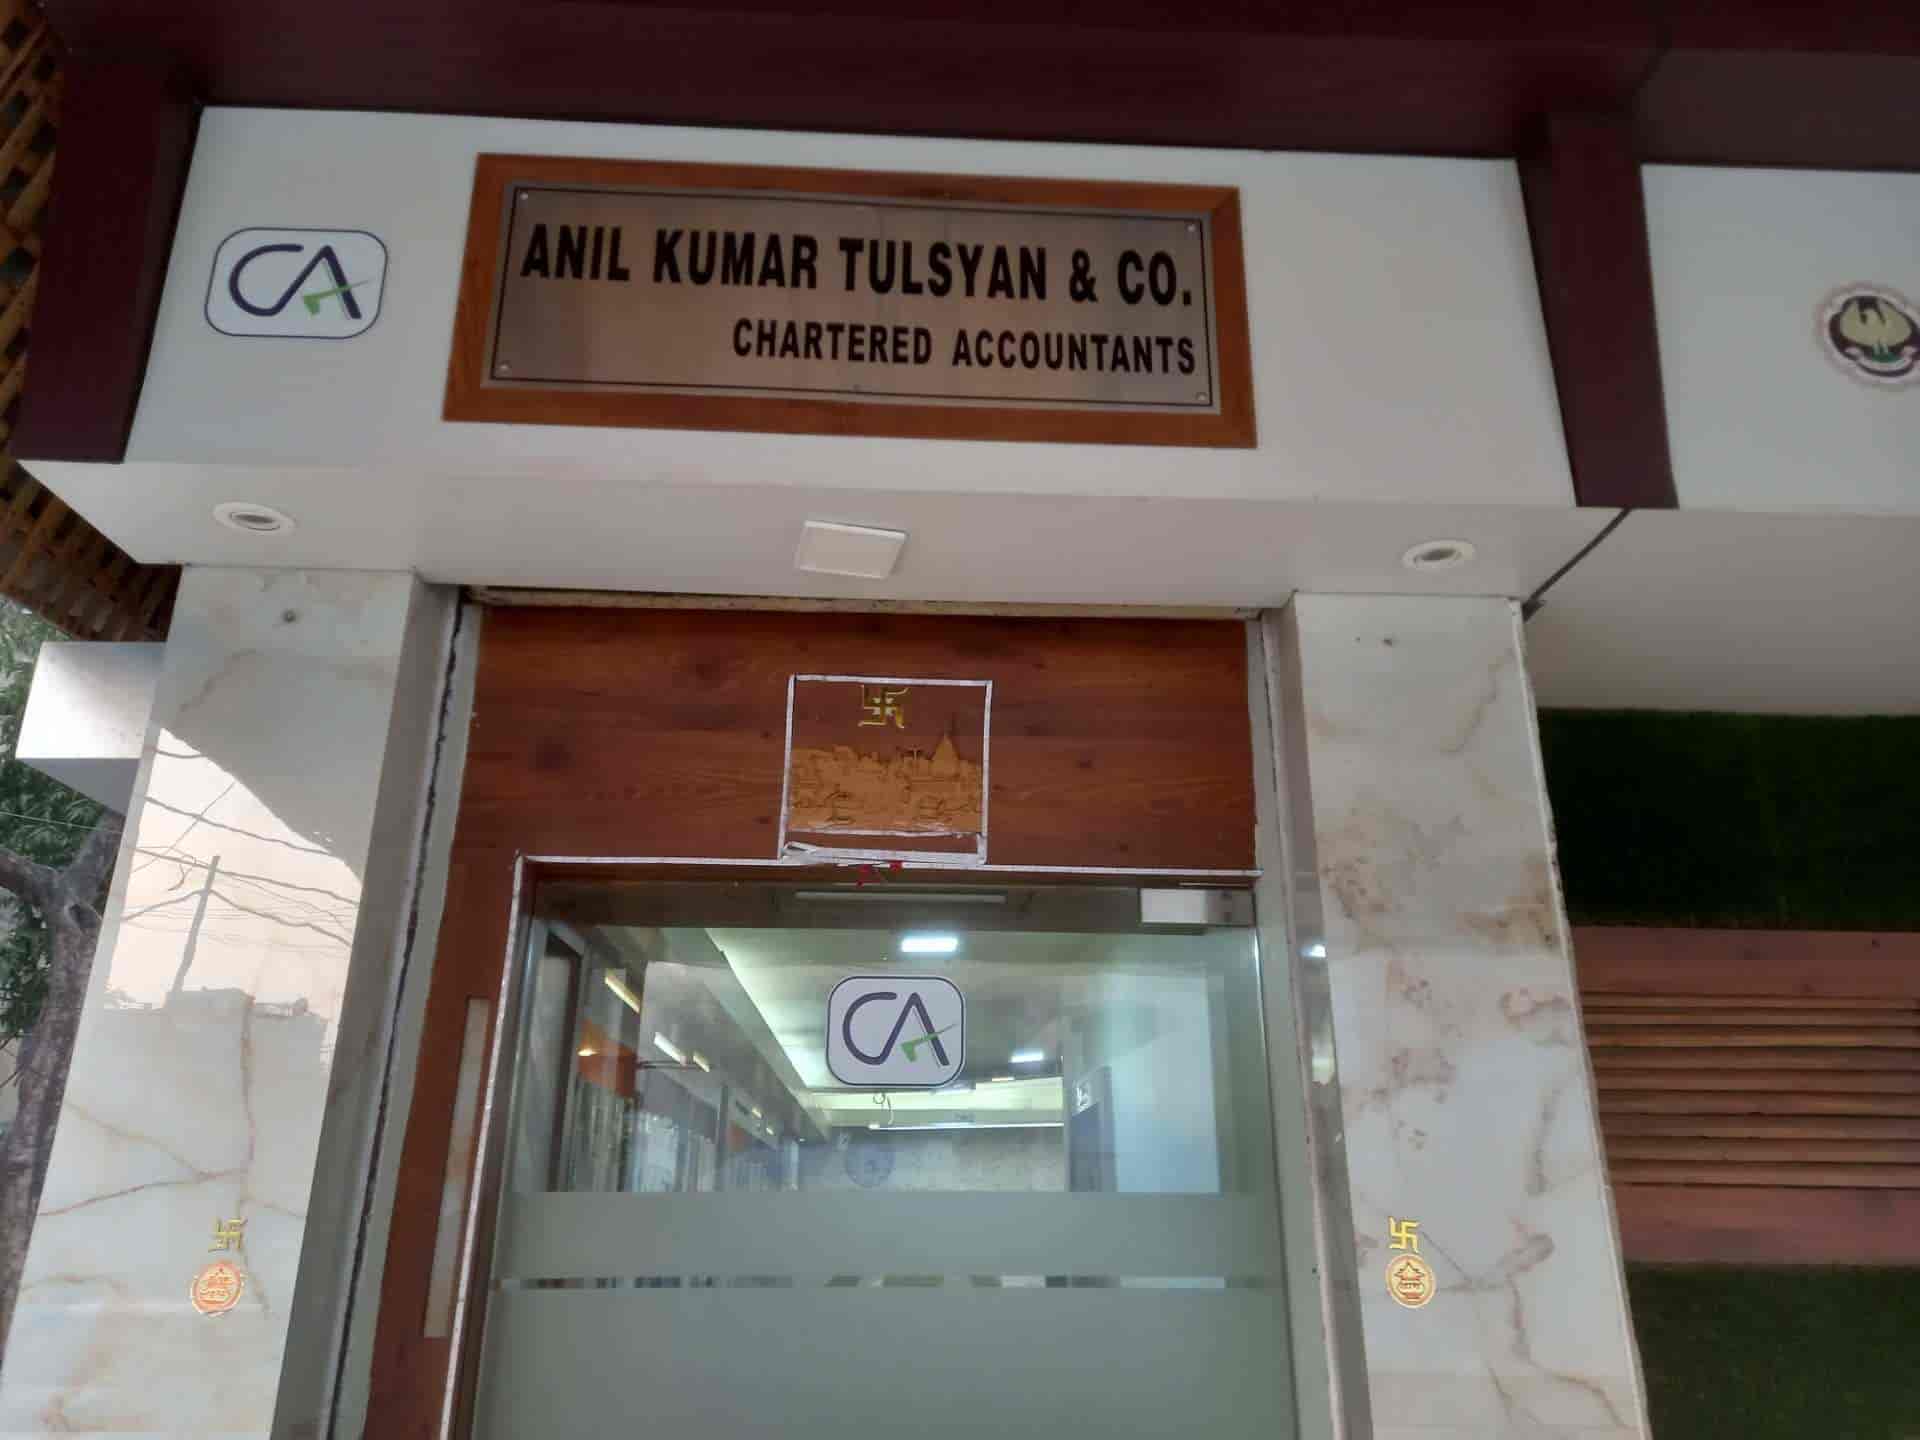 CA
ANIL KUMAR TULSYAN & CO.
CHARTERED ACCOUNTANTS
CA